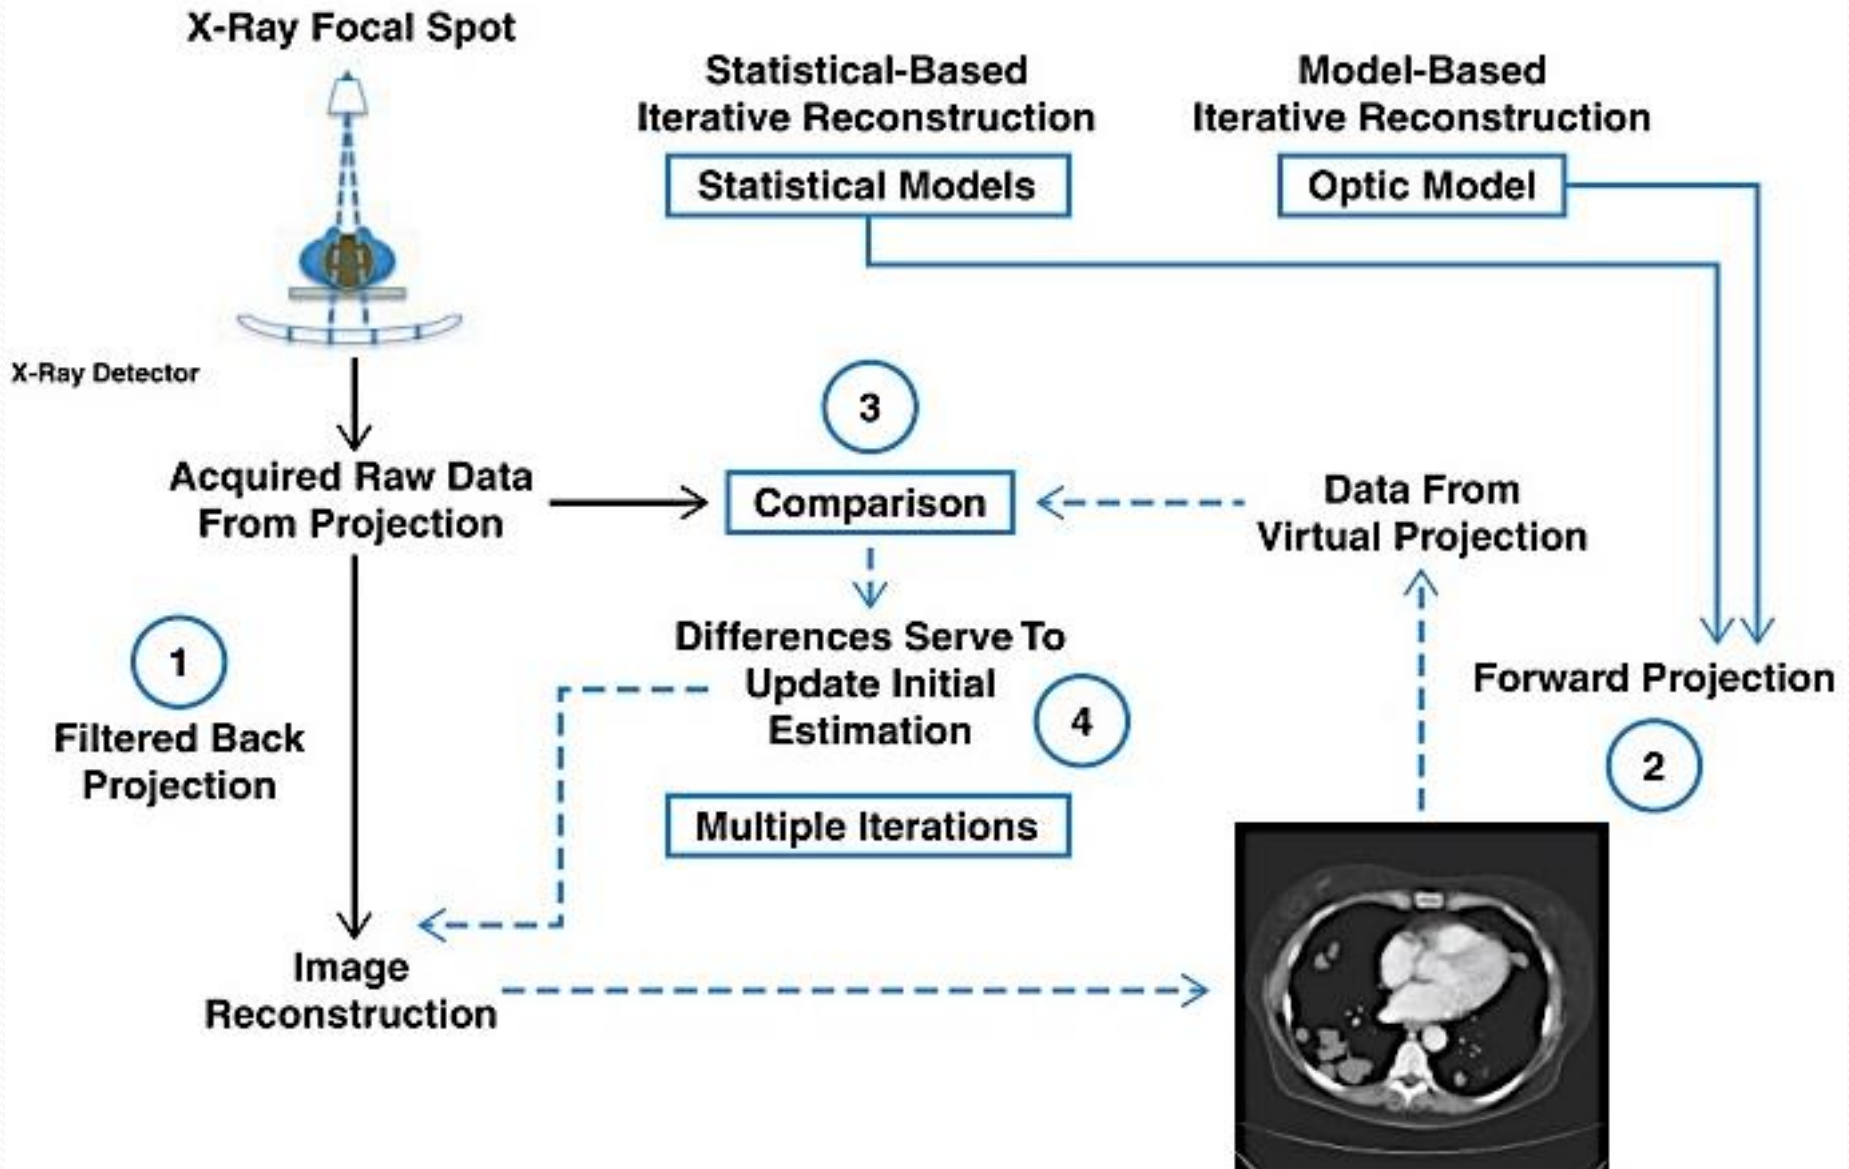 X-Ray Focal Spot
Statistical-Based
Iterative Reconstruction
Statistical Models
Model-Based
Iterative Reconstruction
Optic Model
X-Ray Detector
3
Acquired Raw Data
From Projection
Comparison
Data From
Virtual Projection
1
Filtered Back
Projection
Differences Serve To
Update Initial
Estimation
4
Forward Projection
2
Multiple Iterations
Image
Reconstruction